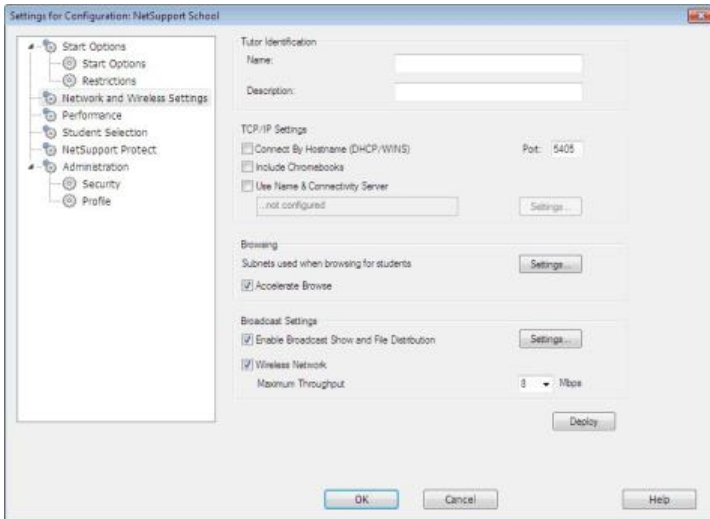 Settings for Configuration: NetSupport School
Start Options
Start Options
Restrictions
Network and Wireless Settings
Performance
Student Selection
NetSupport Protect
Administration
Security
Profile
Tutor Identification
Name:
Description:
TCP/IP Settings
Connect By Hostname (DHCP/WINS) Port: 5405
Include Chromebooks
Use Name & Connectivity Server
...not configured Settings...
Browsing
Subnets used when browsing for students Settings...
Accelerate Browse
Broadcast Settings
Enable Broadcast Show and File Distribution Settings...
Wireless Network
Maximum Throughput 8 Mbps
Deploy
OK Cancel Help